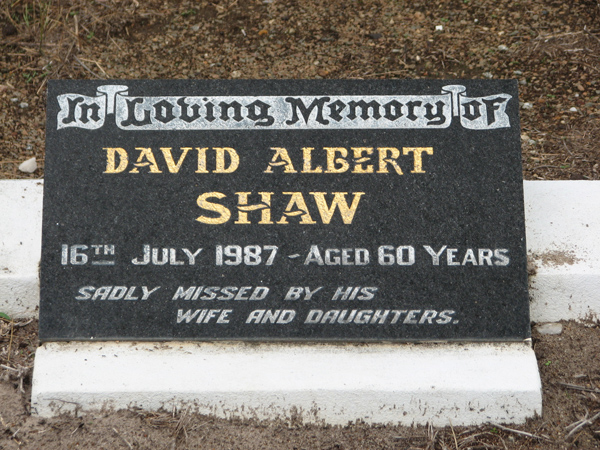 In Loving Memory of
DAVID ALBERT
SHAW
16TH JULY 1987 - AGED 60 YEARS
SADLY MISSED BY HIS
WIFE AND DAUGHTERS.